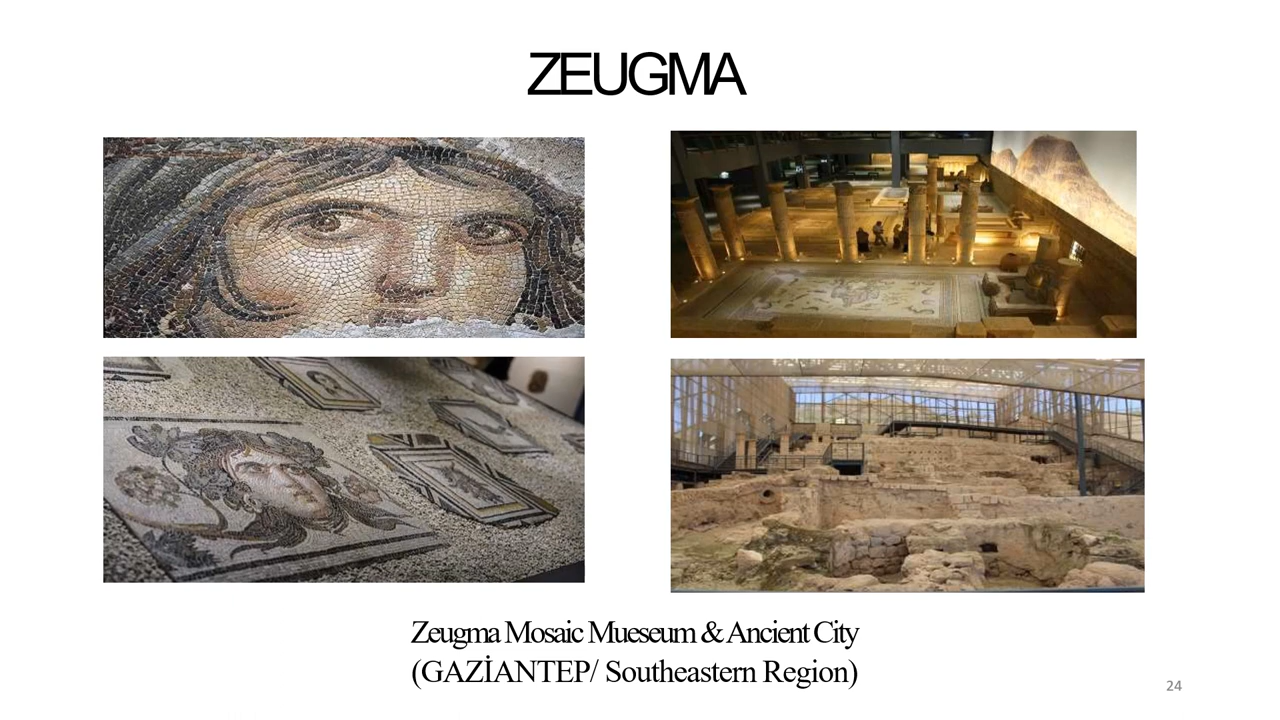 ZEUGMA
Zeugma Mosaic Mueseum & Ancient City
(GAZİANTEP/ Southeastern Region)
24